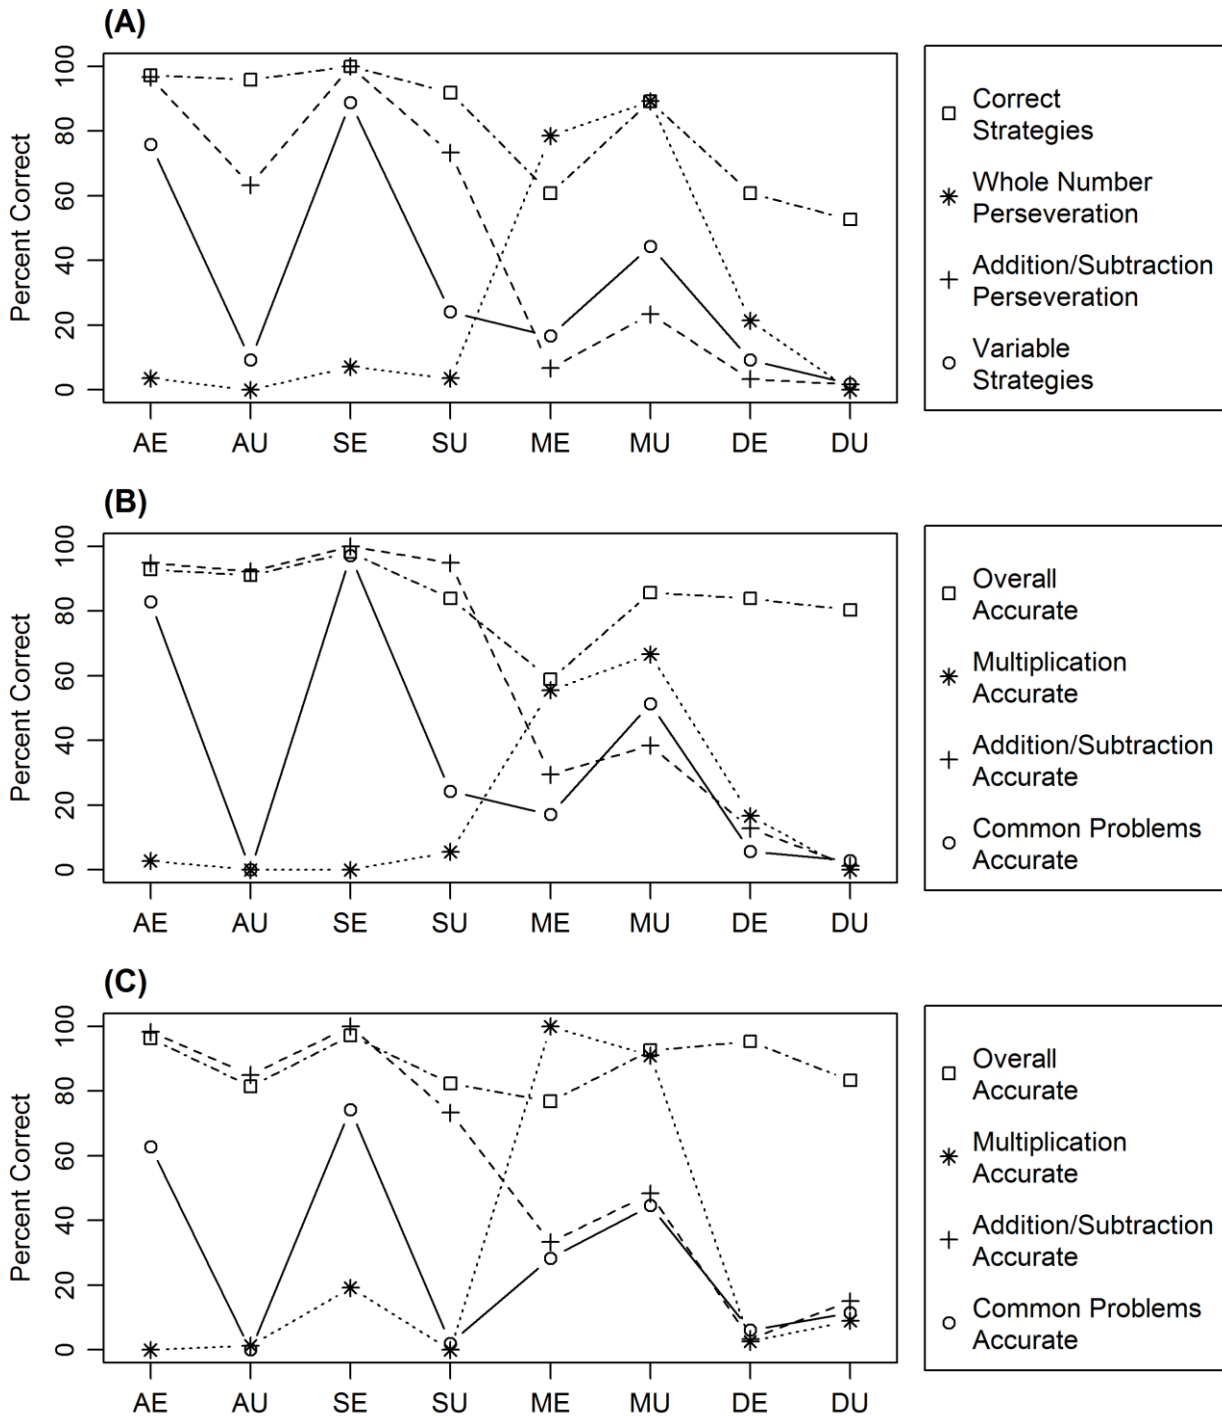 (A)
Percent Correct
100
80
60
40
20
0
AE AU SE SU ME MU DE DU
Correct
Strategies
Whole Number
Perseveration
Addition/Subtraction
Perseveration
Variable
Strategies
(B)
Percent Correct
100
80
60
40
20
0
AE AU SE SU ME MU DE DU
Overall
Accurate
Multiplication
Accurate
Addition/Subtraction
Accurate
Common Problems
Accurate
(C)
Percent Correct
100
80
60
40
20
0
AE AU SE SU ME MU DE DU
Overall
Accurate
Multiplication
Accurate
Addition/Subtraction
Accurate
Common Problems
Accurate